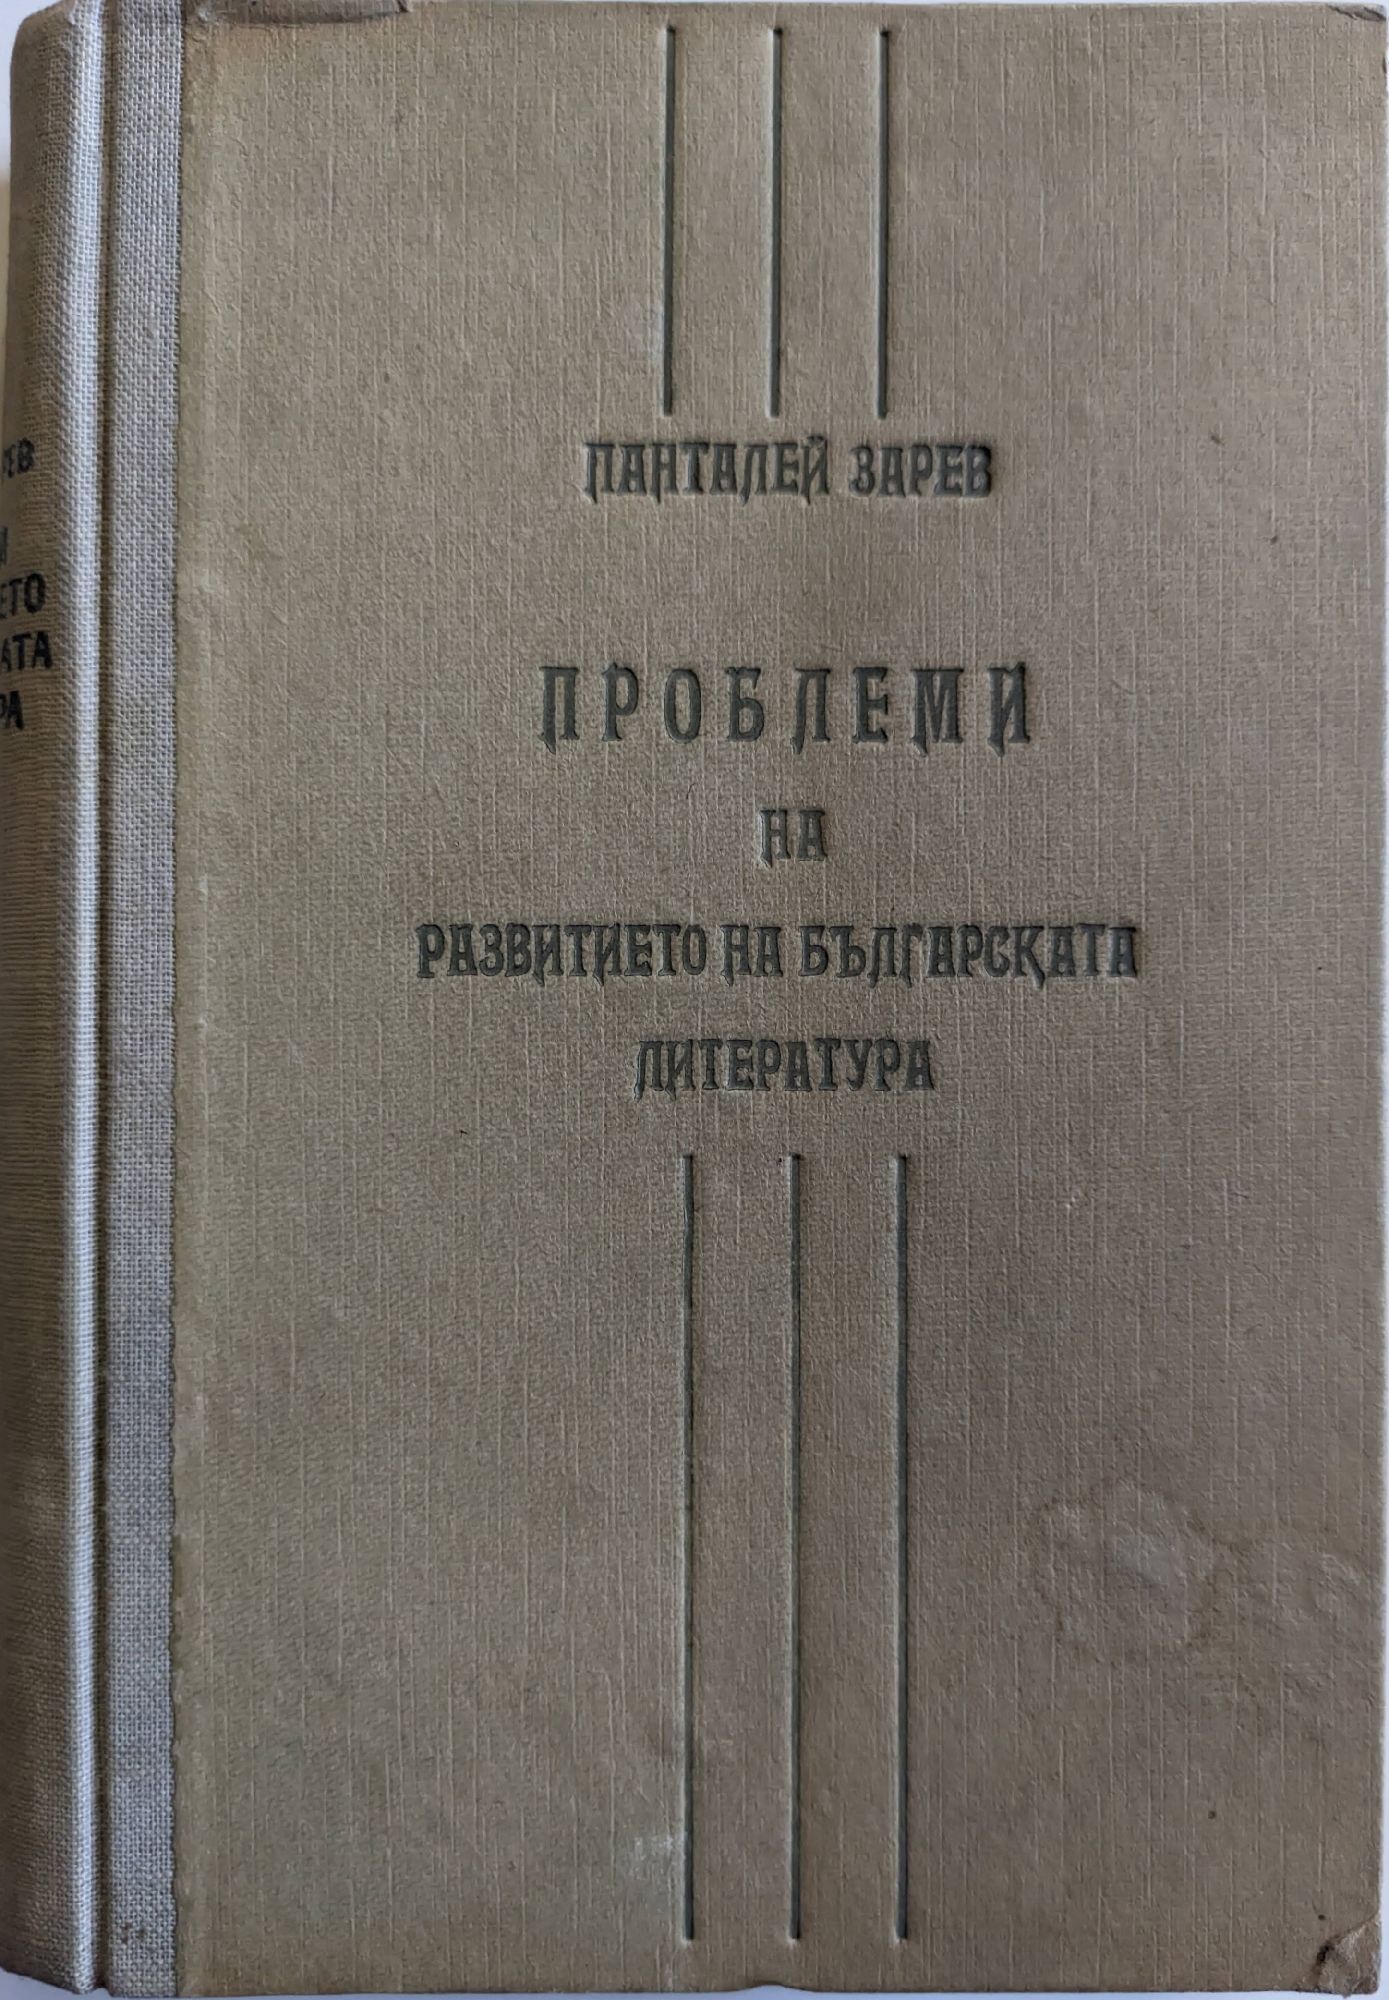 ПАНТАЛЕЙ ЗАРЕВ
ПРОБЛЕМИ
НА
РАЗВИТИЕТО НА БЪЛГАРСКАТА
ЛИТЕРАТУРА